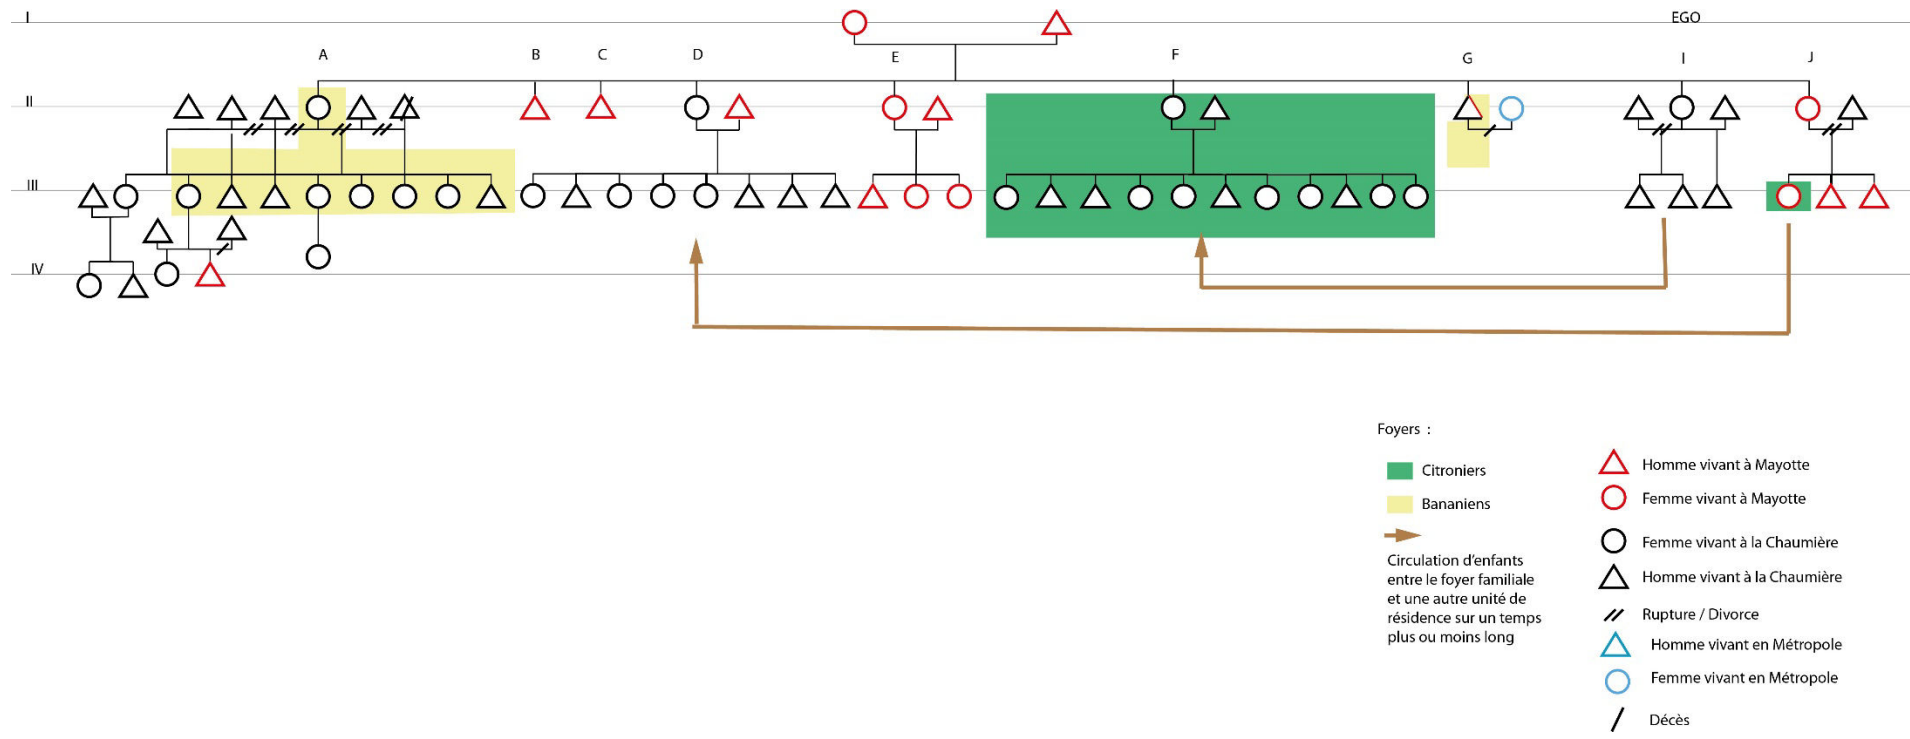 I
EGO
A
B
C
D
E
F
G
I
J
II
III
IV
Foyers :
Citroniers
Bananiens
Circulation d'enfants
entre le foyer familiale
et une autre unité de
résidence sur un temps
plus ou moins long
Homme vivant à Mayotte
Femme vivant à Mayotte
Femme vivant à la Chaumière
Homme vivant à la Chaumière
Rupture / Divorce
Homme vivant en Métropole
Femme vivant en Métropole
Décès